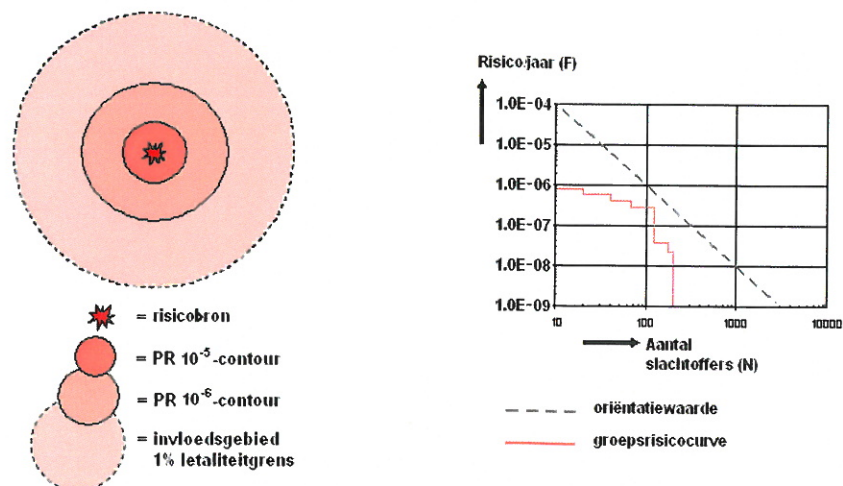 = risicobron
= PR 10⁻⁵-contour
= PR 10⁻⁶-contour
= invloedsgebied
1% letaliteitgrens
Risico/jaar (F)
1.0E-04
1.0E-05
1.0E-06
1.0E-07
1.0E-08
1.0E-09
10
100
1000
10000
Aantal
slachtoffers (N)
oriëntatiewaarde
groepsrisicocurve